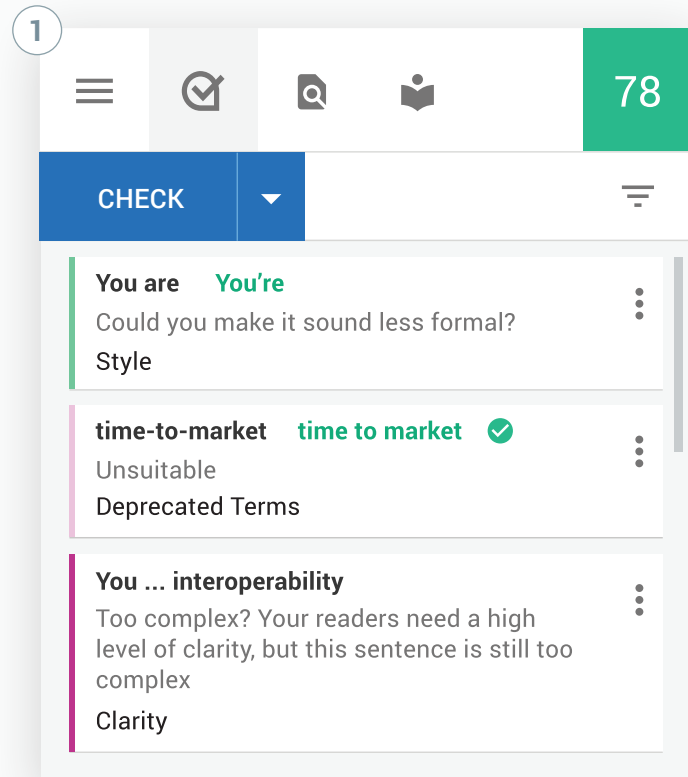 1
78
CHECK
You are You’re
Could you make it sound less formal?
Style
time-to-market time to market
Unsuitable
Deprecated Terms
You ... interoperability
Too complex? Your readers need a high
level of clarity, but this sentence is still too
complex
Clarity